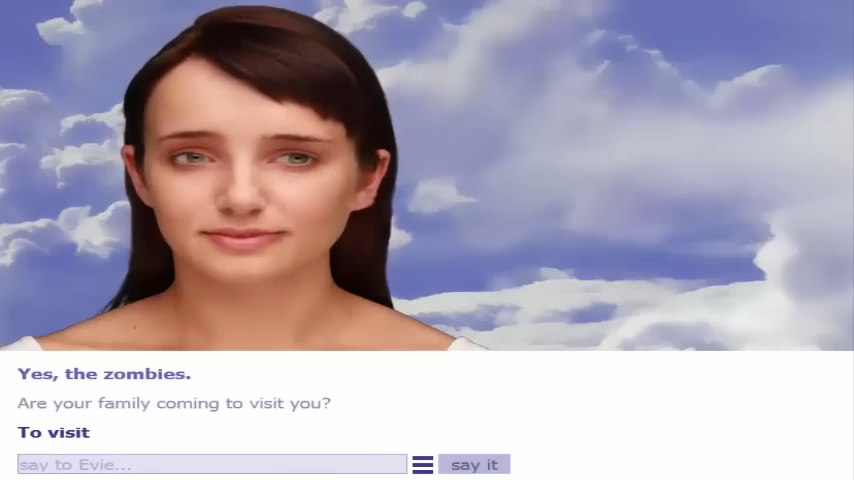 Yes, the zombies.
Are your family coming to visit you?
To visit
say to Evie...
say it